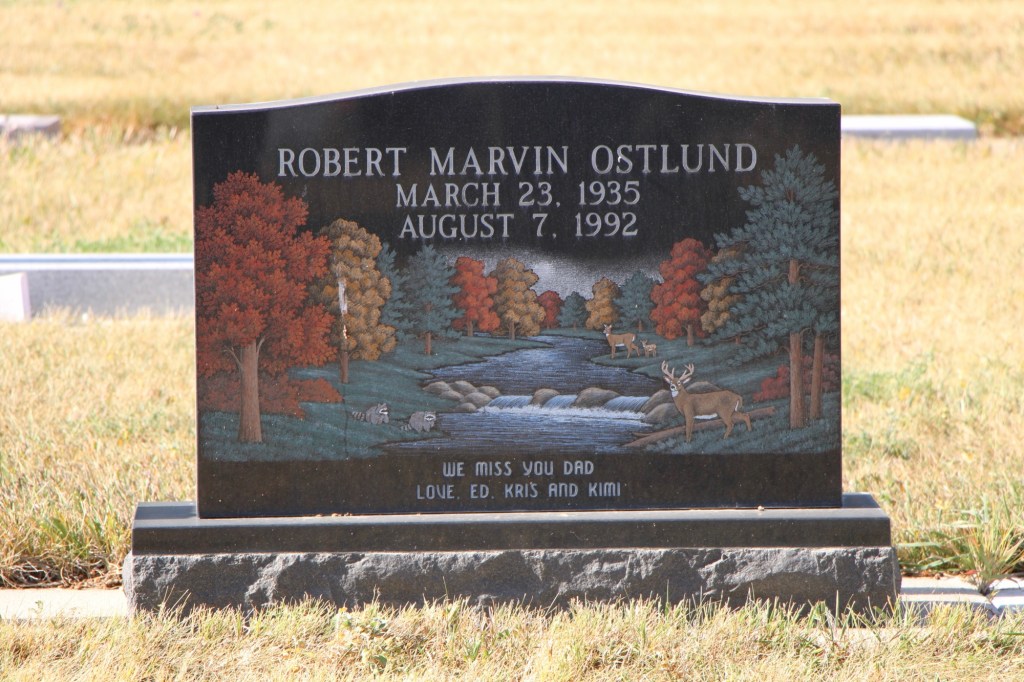 ROBERT MARVIN OSTLUND
MARCH 23, 1935
AUGUST 7, 1992
WE MISS YOU DAD
LOVE, ED, KRIS AND KIMI